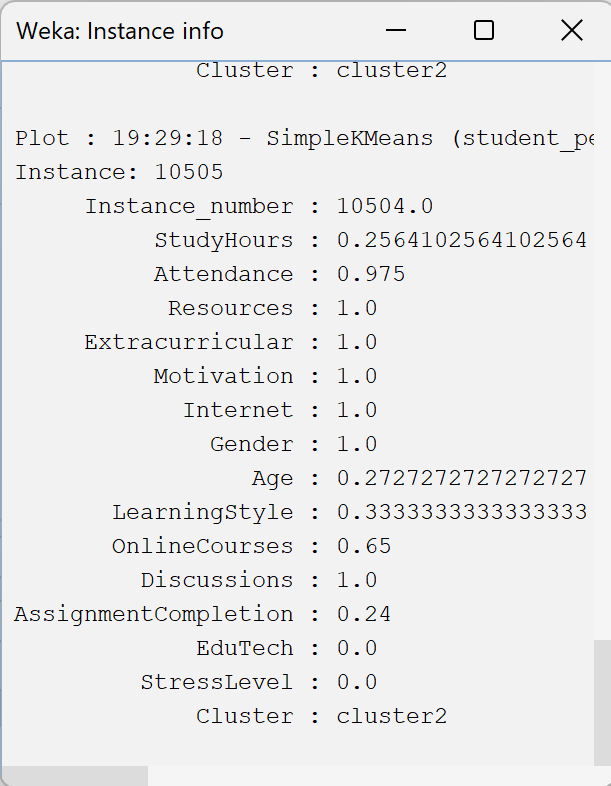 Weka: Instance info
Cluster : cluster2
Plot : 19:29:18 - SimpleKMeans (student_pe
Instance: 10505
Instance_number : 10504.0
StudyHours : 0.2564102564102564
Attendance : 0.975
Resources : 1.0
Extracurricular : 1.0
Motivation : 1.0
Internet : 1.0
Gender : 1.0
Age : 0.2727272727272727
LearningStyle : 0.3333333333333333
OnlineCourses : 0.65
Discussions : 1.0
AssignmentCompletion : 0.24
EduTech : 0.0
StressLevel : 0.0
Cluster : cluster2